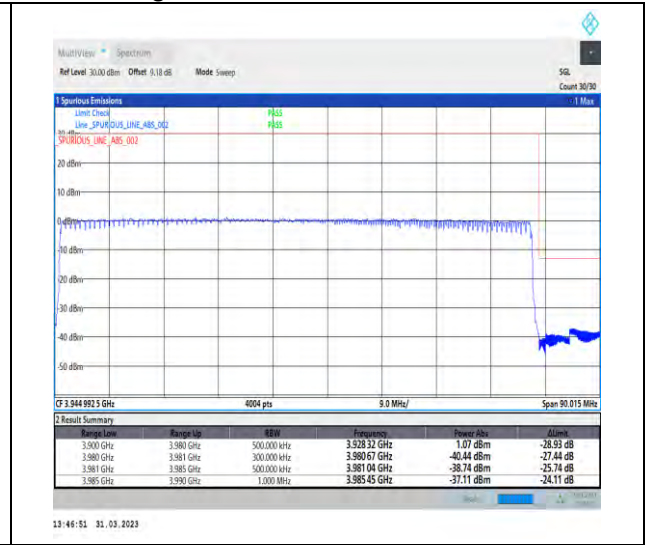 MultiView Spectrum
Ref Level 30.00 dBm Offset 9.18 dB Mode Sweep SGL
Count 30/30
1 Spurious Emissions 1 Max
Limit Check PASS
Line _SPURIOUS_LINE_ABS_002 PASS
_SPURIOUS_LINE_ABS_002
20 dBm
10 dBm
0 dBm
-10 dBm
-20 dBm
-30 dBm
-40 dBm
-50 dBm
CF 3.944 992 5 GHz 4004 pts 9.0 MHz/ Span 90.015 MHz
2 Result Summary
Range Low Range Up RBW Frequency Power Abs ΔLimit
3.900 GHz 3.980 GHz 500.000 kHz 3.928 32 GHz 1.07 dBm -28.93 dB
3.980 GHz 3.981 GHz 300.000 kHz 3.980 67 GHz -40.44 dBm -27.44 dB
3.981 GHz 3.985 GHz 500.000 kHz 3.981 04 GHz -38.74 dBm -25.74 dB
3.985 GHz 3.990 GHz 1.000 MHz 3.985 45 GHz -37.11 dBm -24.11 dB
13:46:51 31.03.2023